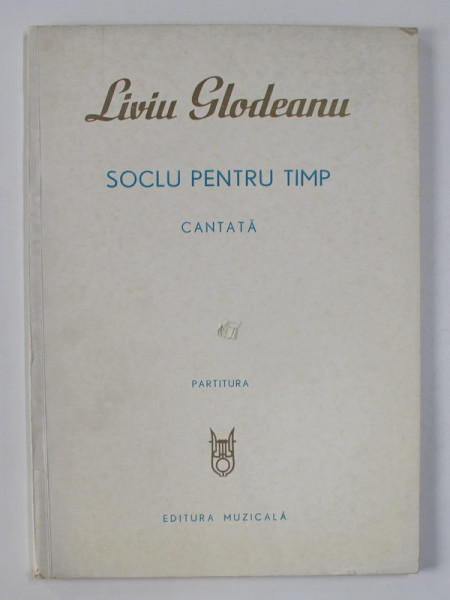 Liviu Glodeanu
SOCLU PENTRU TIMP
CANTATĂ
PARTITURA
EDITURA MUZICALĂ